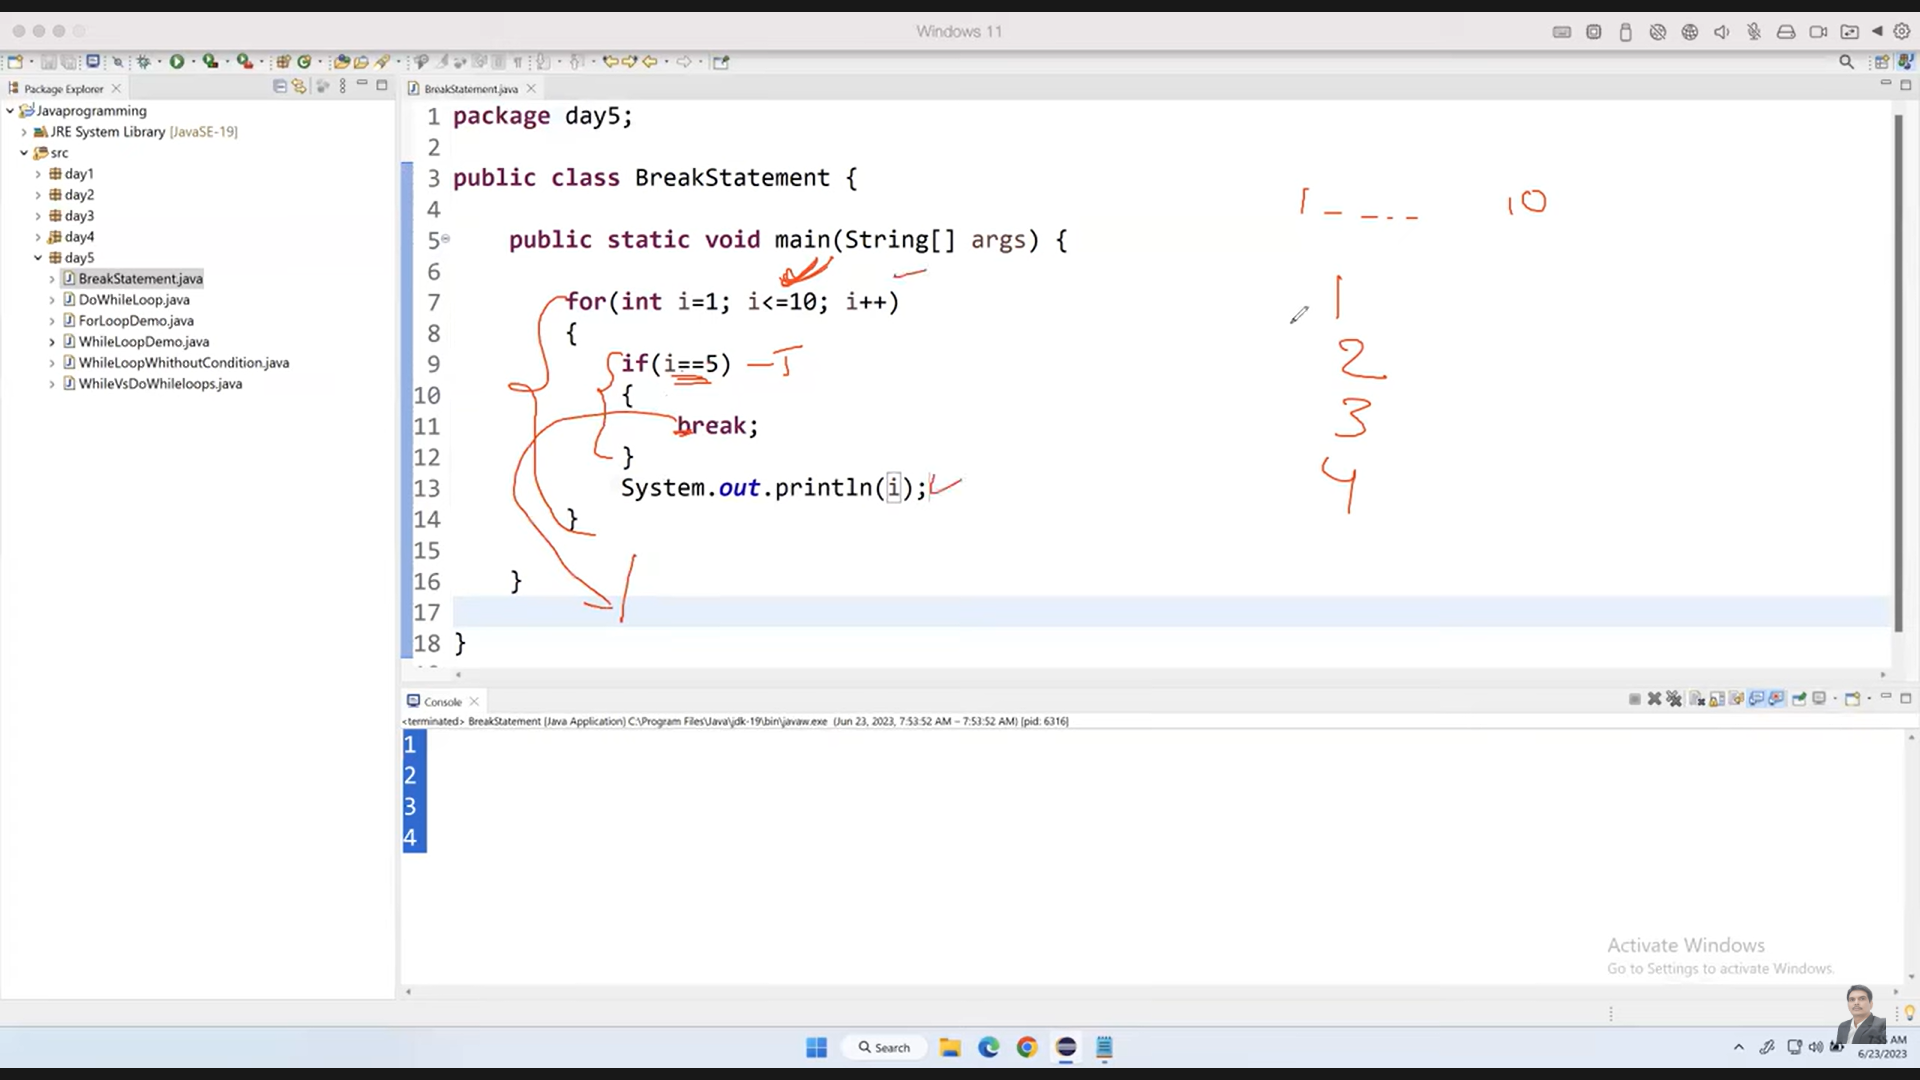 Windows 11
Package Explorer
Javaprogramming
JRE System Library [JavaSE-19]
src
day1
day2
day3
day4
day5
BreakStatement.java
DoWhileLoop.java
ForLoopDemo.java
WhileLoopDemo.java
WhileLoopWhithoutCondition.java
WhileVsDoWhileloops.java
BreakStatement.java
1 package day5;
2
3 public class BreakStatement {
4
5 public static void main(String[] args) {
6
7 for(int i=1; i<=10; i++)
8 {
9 if(i==5) — T
10 {
11 break;
12 }
13 System.out.println(i);
14 }
15
16 }
17
18 }
1 _ _ . _ 10
1
2
3
4
Console
<terminated> BreakStatement [Java Application] C:\Program Files\Java\jdk-19\bin\javaw.exe (Jun 23, 2023, 7:53:52 AM – 7:53:52 AM) [pid: 6316]
1
2
3
4
Activate Windows
Go to Settings to activate Windows.
Search
AM
6/23/2023